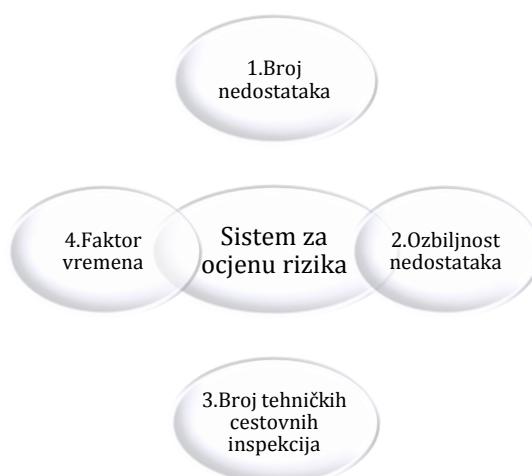 1.Broj
nedostataka
4.Faktor
vremena
Sistem za
ocjenu rizika
2.Ozbiljnost
nedostataka
3.Broj tehničkih
cestovnih
inspekcija